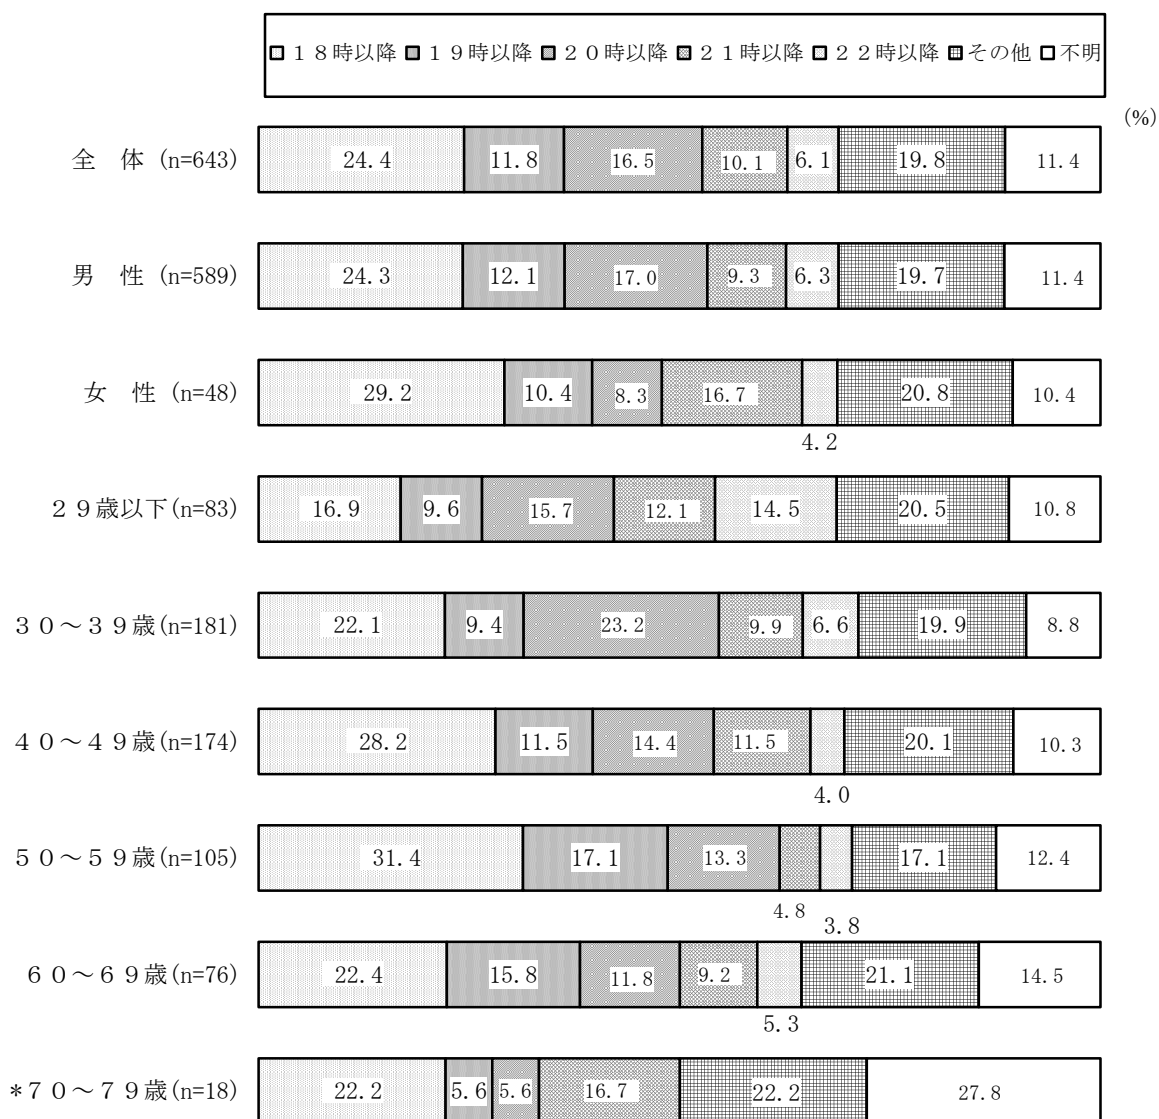 １８時以降 １９時以降 ２０時以降 ２１時以降 ２２時以降 その他 不明
(%)
全　体 (n=643) 24.4 11.8 16.5 10.1 6.1 19.8 11.4
男　性 (n=589) 24.3 12.1 17.0 9.3 6.3 19.7 11.4
女　性 (n=48) 29.2 10.4 8.3 16.7 20.8 10.4
4.2
２９歳以下(n=83) 16.9 9.6 15.7 12.1 14.5 20.5 10.8
３０～３９歳(n=181) 22.1 9.4 23.2 9.9 6.6 19.9 8.8
４０～４９歳(n=174) 28.2 11.5 14.4 11.5 20.1 10.3
4.0
５０～５９歳(n=105) 31.4 17.1 13.3 17.1 12.4
4.8 3.8
６０～６９歳(n=76) 22.4 15.8 11.8 9.2 21.1 14.5
5.3
*７０～７９歳(n=18) 22.2 5.6 5.6 16.7 22.2 27.8